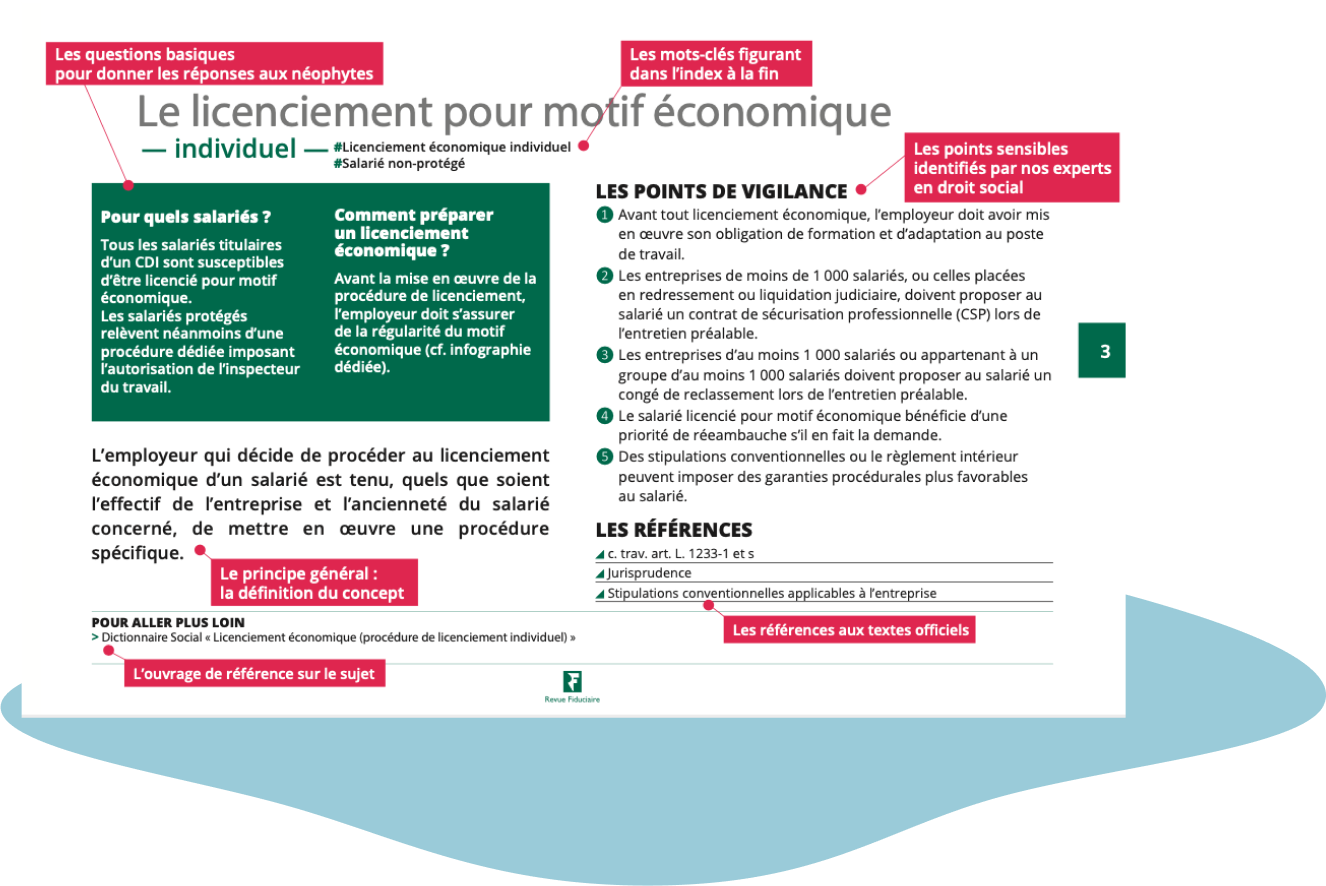 Les questions basiques
pour donner les réponses aux néophytes
Les mots-clés figurant
dans l'index à la fin
Le licenciement pour motif économique
— individuel —
#Licenciement économique individuel
#Salarié non-protégé
Les points sensibles
identifiés par nos experts
en droit social
Pour quels salariés ?
Tous les salariés titulaires
d'un CDI sont susceptibles
d'être licencié pour motif
économique.
Les salariés protégés
relèvent néanmoins d'une
procédure dédiée imposant
l'autorisation de l'inspecteur
du travail.
Comment préparer
un licenciement
économique ?
Avant la mise en œuvre de la
procédure de licenciement,
l'employeur doit s'assurer
de la régularité du motif
économique (cf. infographie
dédiée).
L'employeur qui décide de procéder au licenciement
économique d'un salarié est tenu, quels que soient
l'effectif de l'entreprise et l'ancienneté du salarié
concerné, de mettre en œuvre une procédure
spécifique.
Le principe général :
la définition du concept
LES POINTS DE VIGILANCE
1 Avant tout licenciement économique, l'employeur doit avoir mis
en œuvre son obligation de formation et d'adaptation au poste
de travail.
2 Les entreprises de moins de 1 000 salariés, ou celles placées
en redressement ou liquidation judiciaire, doivent proposer au
salarié un contrat de sécurisation professionnelle (CSP) lors de
l'entretien préalable.
3 Les entreprises d'au moins 1 000 salariés ou appartenant à un
groupe d'au moins 1 000 salariés doivent proposer au salarié un
congé de reclassement lors de l'entretien préalable.
4 Le salarié licencié pour motif économique bénéficie d'une
priorité de réeambauche s'il en fait la demande.
5 Des stipulations conventionnelles ou le règlement intérieur
peuvent imposer des garanties procédurales plus favorables
au salarié.
3
LES RÉFÉRENCES
c. trav. art. L. 1233-1 et s
Jurisprudence
Stipulations conventionnelles applicables à l'entreprise
Les références aux textes officiels
POUR ALLER PLUS LOIN
> Dictionnaire Social « Licenciement économique (procédure de licenciement individuel) »
L'ouvrage de référence sur le sujet
Revue Fiduciaire